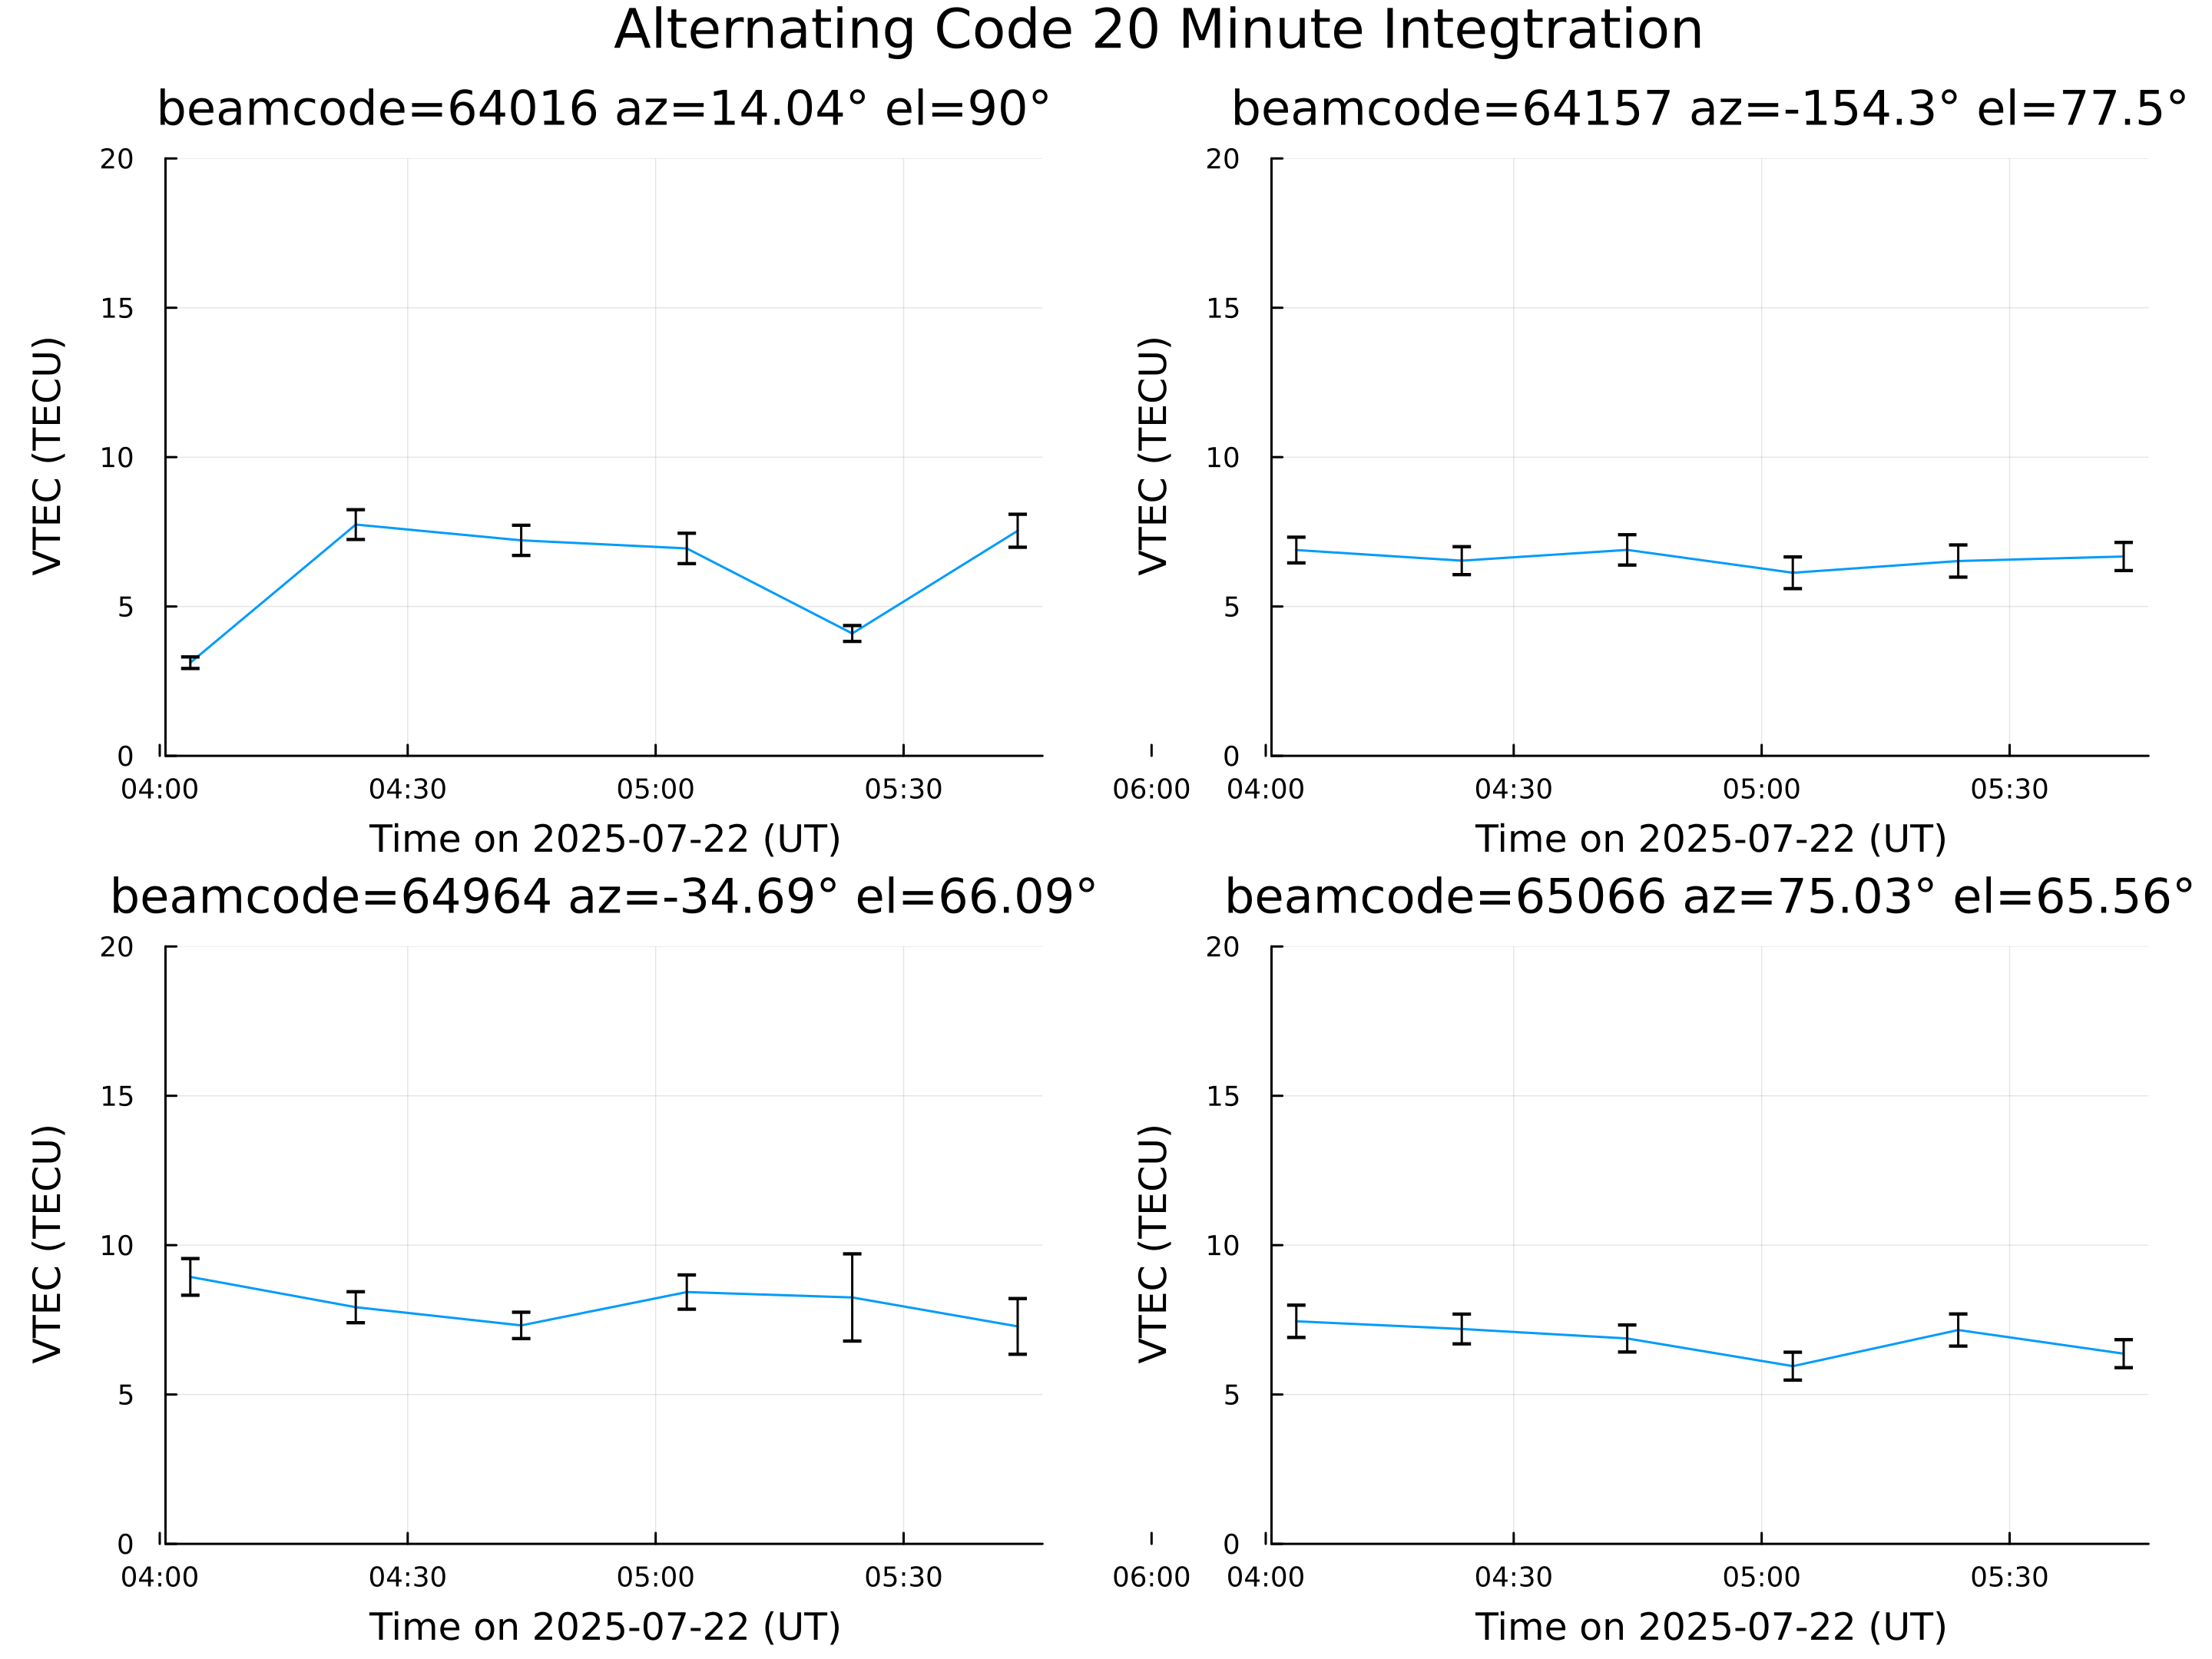 Alternating Code 20 Minute Integtration
beamcode=64016 az=14.04° el=90°
20
15
10
5
0
VTEC (TECU)
04:00 04:30 05:00 05:30 06:00
Time on 2025-07-22 (UT)
beamcode=64157 az=-154.3° el=77.5°
20
15
10
5
0
VTEC (TECU)
04:00 04:30 05:00 05:30
Time on 2025-07-22 (UT)
beamcode=64964 az=-34.69° el=66.09°
20
15
10
5
0
VTEC (TECU)
04:00 04:30 05:00 05:30 06:00
Time on 2025-07-22 (UT)
beamcode=65066 az=75.03° el=65.56°
20
15
10
5
0
VTEC (TECU)
04:00 04:30 05:00 05:30
Time on 2025-07-22 (UT)